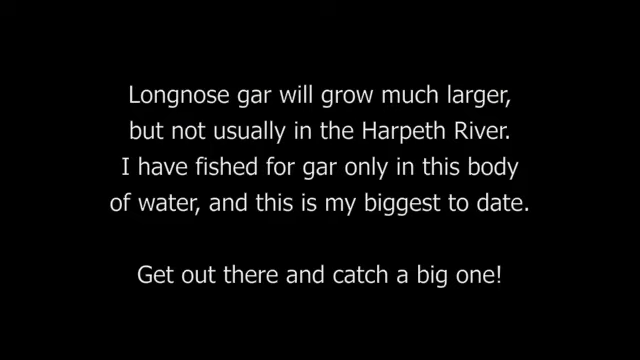 Longnose gar will grow much larger,
but not usually in the Harpeth River.
I have fished for gar only in this body
of water, and this is my biggest to date.
Get out there and catch a big one!